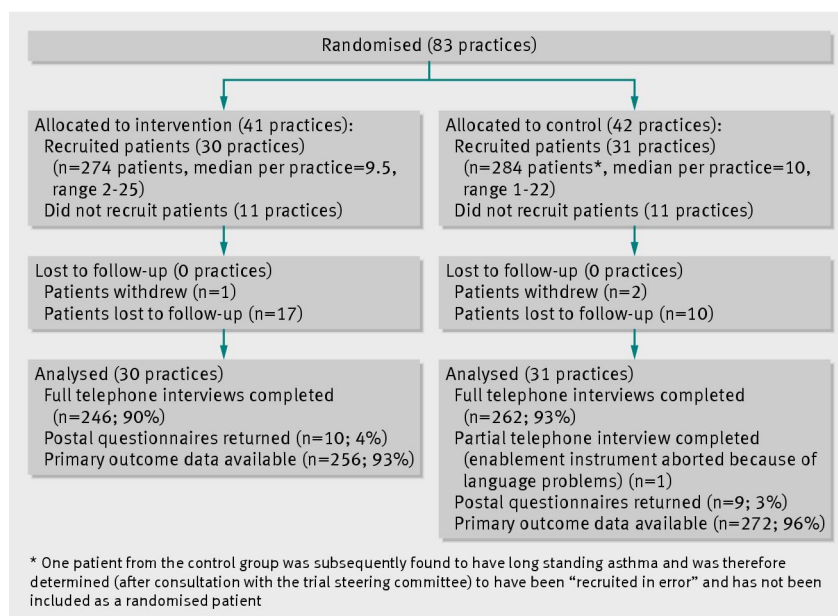 Randomised (83 practices)
Allocated to intervention (41 practices):
Recruited patients (30 practices)
(n=274 patients, median per practice=9.5,
range 2-25)
Did not recruit patients (11 practices)
Allocated to control (42 practices):
Recruited patients (31 practices)
(n=284 patients*, median per practice=10,
range 1-22)
Did not recruit patients (11 practices)
Lost to follow-up (0 practices)
Patients withdrew (n=1)
Patients lost to follow-up (n=17)
Lost to follow-up (0 practices)
Patients withdrew (n=2)
Patients lost to follow-up (n=10)
Analysed (30 practices)
Full telephone interviews completed
(n=246; 90%)
Postal questionnaires returned (n=10; 4%)
Primary outcome data available (n=256; 93%)
Analysed (31 practices)
Full telephone interviews completed
(n=262; 93%)
Partial telephone interview completed
(enablement instrument aborted because of
language problems) (n=1)
Postal questionnaires returned (n=9; 3%)
Primary outcome data available (n=272; 96%)
* One patient from the control group was subsequently found to have long standing asthma and was therefore
determined (after consultation with the trial steering committee) to have been “recruited in error” and has not been
included as a randomised patient